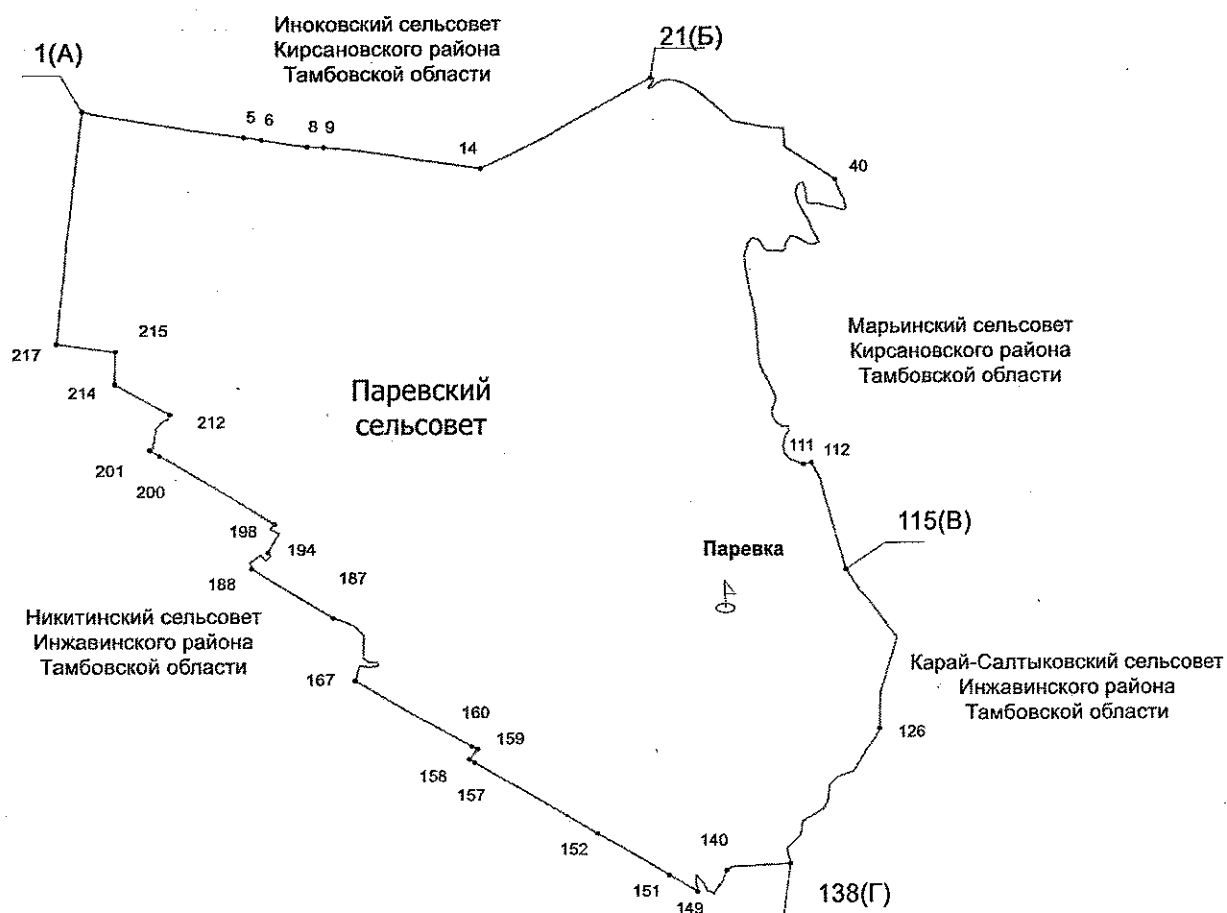 Иноковский сельсовет
Кирсановского района
Тамбовской области
1(А)
21(Б)
5
6
8
9
14
40
Марьинский сельсовет
Кирсановского района
Тамбовской области
217
215
214
212
Паревский
сельсовет
201
200
111
112
115(В)
198
194
188
187
Паревка
Никитинский сельсовет
Инжавинского района
Тамбовской области
Карай-Салтыковский сельсовет
Инжавинского района
Тамбовской области
167
126
160
159
158
157
152
140
151
149
138(Г)